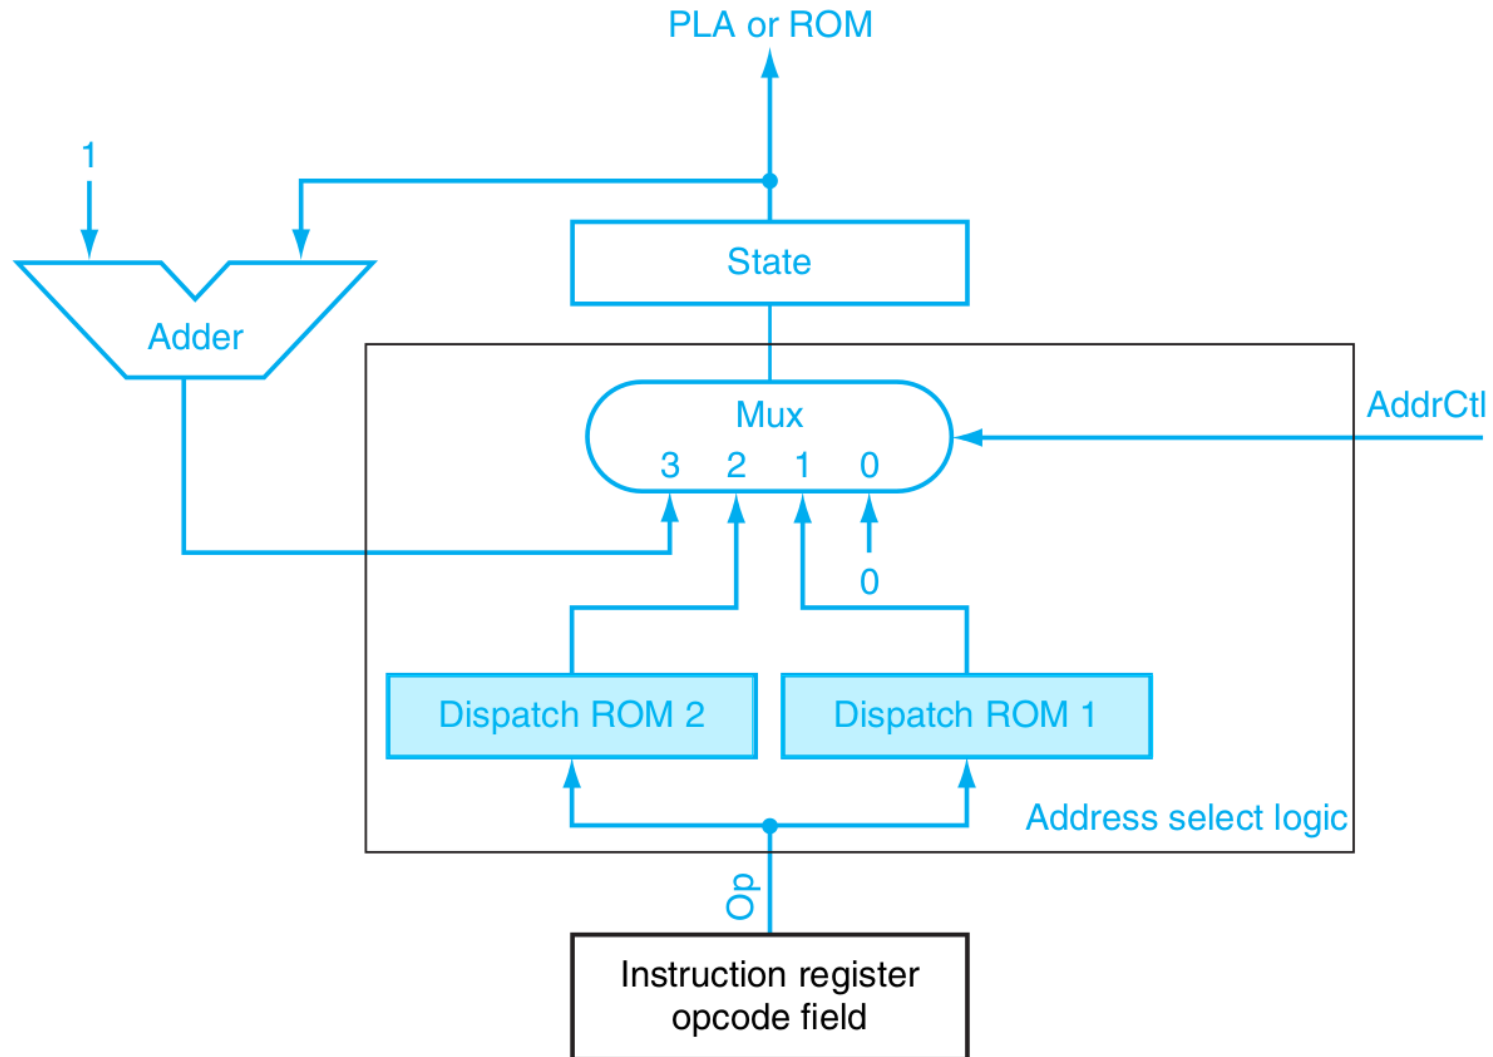 PLA or ROM
1
State
Adder
Mux
AddrCtl
3 2 1 0
0
Dispatch ROM 2
Dispatch ROM 1
Address select logic
Op
Instruction register
opcode field